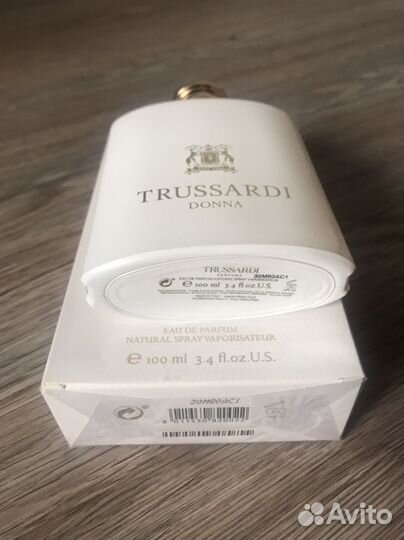 TRUSSARDI
DONNA
TRUSSARDI
PARFUMS
30M80AC1
EAU DE PARFUM NATURAL SPRAY VAPORISATEUR
e 100 ml 3.4 fl.oz.U.S.
EAU DE PARFUM
NATURAL SPRAY VAPORISATEUR
e 100 ml 3.4 fl.oz.U.S.
30M80AC1
Avito